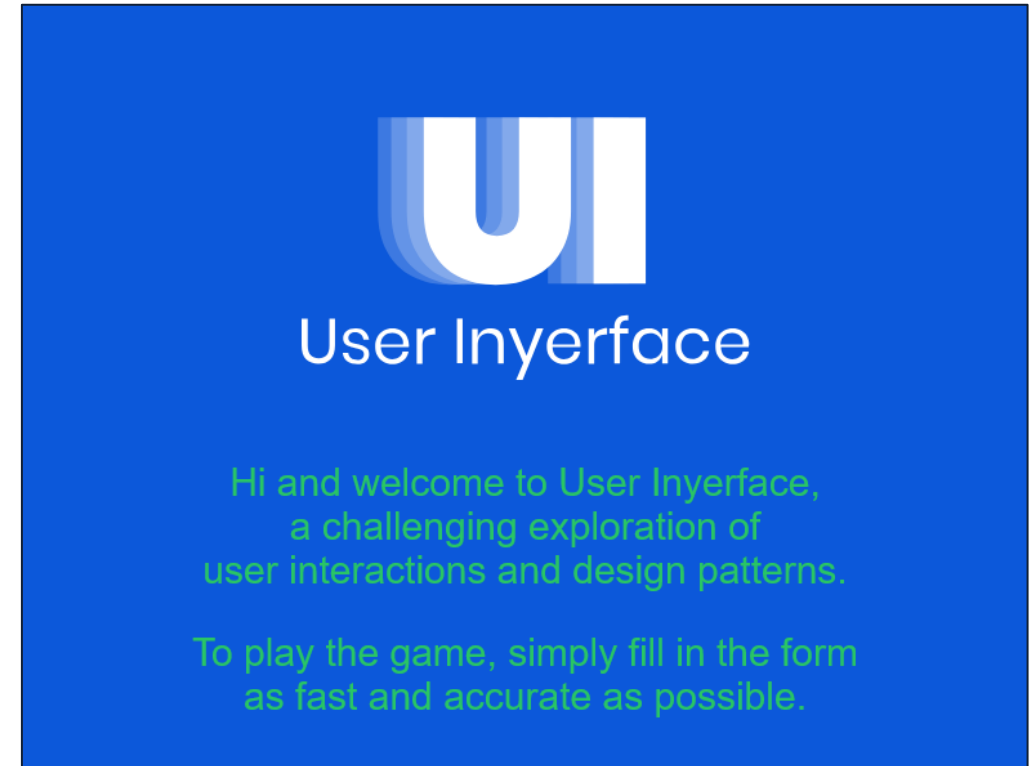 UI
User Inyerface
Hi and welcome to User Inyerface,
a challenging exploration of
user interactions and design patterns.
To play the game, simply fill in the form
as fast and accurate as possible.